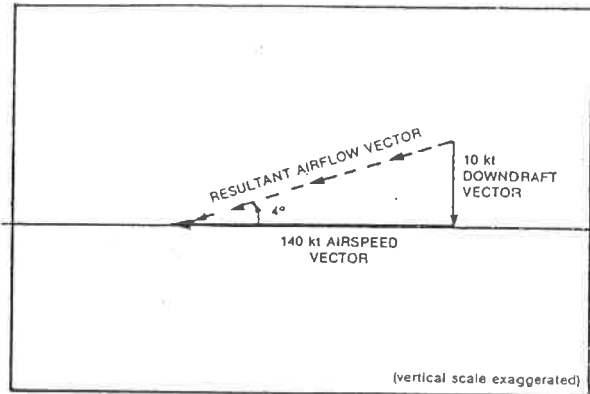 RESULTANT AIRFLOW VECTOR
10 kt
DOWNDRAFT
VECTOR
4°
140 kt AIRSPEED
VECTOR
(vertical scale exaggerated)